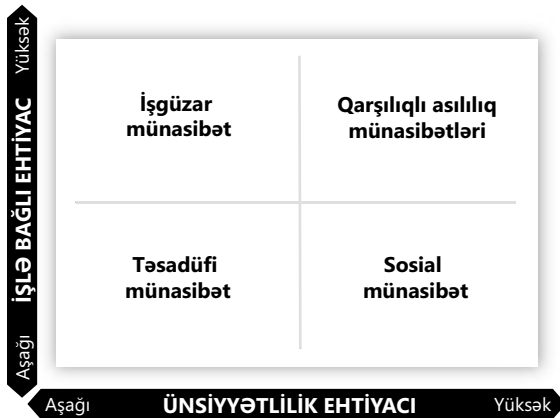 Yüksək
İŞLƏ BAĞLI EHTİYAC
Aşağı
İşgüzar
münasibət
Qarşılıqlı asılılıq
münasibətləri
Təsadüfi
münasibət
Sosial
münasibət
Aşağı
ÜNSİYYƏTLİLİK EHTİYACI
Yüksək